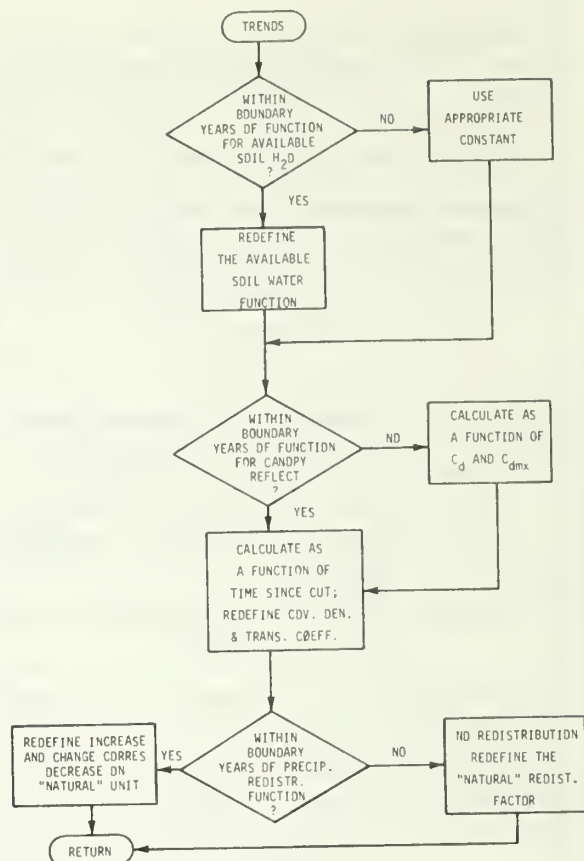 TRENDS
WITHIN
BOUNDARY
YEARS OF FUNCTION
FOR AVAILABLE
SOIL H2O
?
NO
USE
APPROPRIATE
CONSTANT
YES
REDEFINE
THE AVAILABLE
SOIL WATER
FUNCTION
WITHIN
BOUNDARY
YEARS OF FUNCTION
FOR CANOPY
REFLECT
?
NO
CALCULATE AS
A FUNCTION OF
Cd AND Cdmx
YES
CALCULATE AS
A FUNCTION OF
TIME SINCE CUT;
REDEFINE COV. DEN.
& TRANS. CØEFF.
WITHIN
BOUNDARY
YEARS OF PRECIP.
REDISTR.
FUNCTION
?
YES
REDEFINE INCREASE
AND CHANGE CORRES
DECREASE ON
"NATURAL" UNIT
NO
NO REDISTRIBUTION
REDEFINE THE
"NATURAL" REDIST.
FACTOR
RETURN